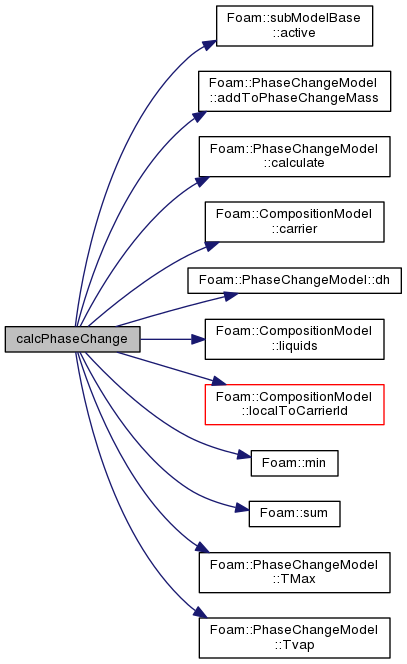 Foam::subModelBase
::active
Foam::PhaseChangeModel
::addToPhaseChangeMass
Foam::PhaseChangeModel
::calculate
Foam::CompositionModel
::carrier
Foam::PhaseChangeModel::dh
calcPhaseChange
Foam::CompositionModel
::liquids
Foam::CompositionModel
::localToCarrierId
Foam::min
Foam::sum
Foam::PhaseChangeModel
::TMax
Foam::PhaseChangeModel
::Tvap